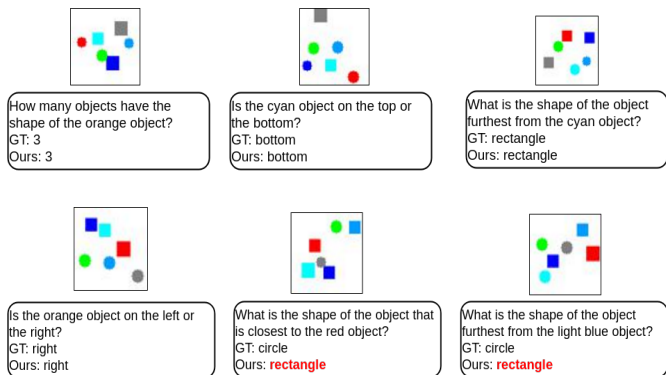 How many objects have the
shape of the orange object?
GT: 3
Ours: 3
Is the cyan object on the top or
the bottom?
GT: bottom
Ours: bottom
What is the shape of the object
furthest from the cyan object?
GT: rectangle
Ours: rectangle
Is the orange object on the left or
the right?
GT: right
Ours: right
What is the shape of the object that
is closest to the red object?
GT: circle
Ours: rectangle
What is the shape of the object
furthest from the light blue object?
GT: circle
Ours: rectangle